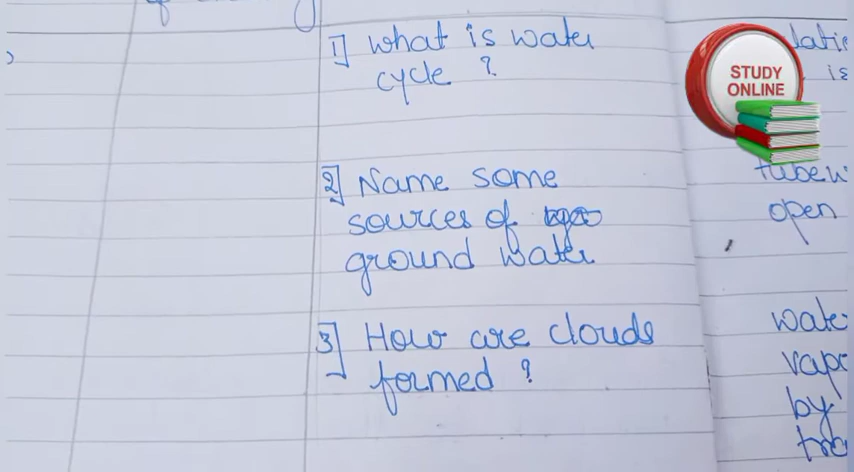 1] What is water
cycle ?
2] Name some
sources of
ground water
3] How are clouds
formed ?
STUDY
ONLINE
is
open
by